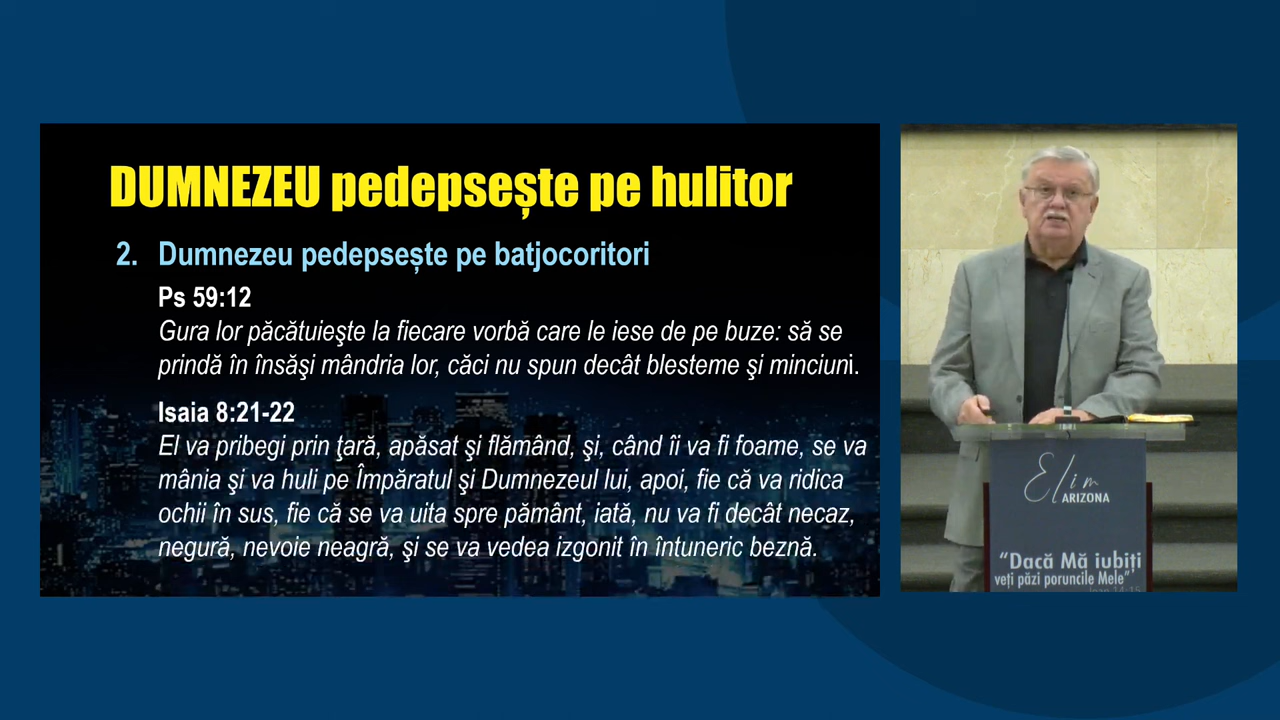 DUMNEZEU pedepsește pe hulitor
2. Dumnezeu pedepsește pe batjocoritori
Ps 59:12
Gura lor păcătuieşte la fiecare vorbă care le iese de pe buze: să se
prindă în însăşi mândria lor, căci nu spun decât blesteme şi minciuni.
Isaia 8:21-22
El va pribegi prin ţară, apăsat şi flămând, şi, când îi va fi foame, se va
mânia şi va huli pe Împăratul şi Dumnezeul lui, apoi, fie că va ridica
ochii în sus, fie că se va uita spre pământ, iată, nu va fi decât necaz,
negură, nevoie neagră, şi se va vedea izgonit în întuneric beznă.
Elim
ARIZONA
“Dacă Mă iubiți
veți păzi poruncile Mele”
Ioan 14:15